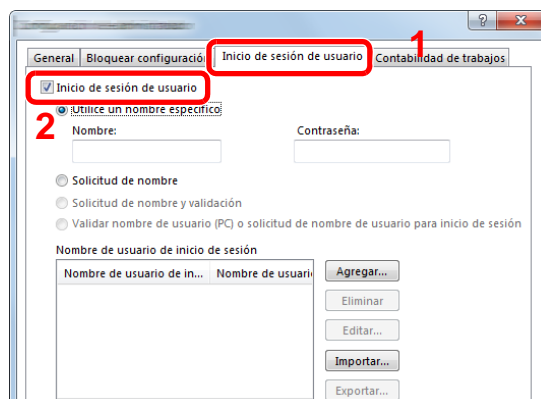 ?
X
1
General Bloquear configuració Inicio de sesión de usuario Contabilidad de trabajos
Inicio de sesión de usuario
2
Utilice un nombre específico
Nombre: Contraseña:
Solicitud de nombre
Solicitud de nombre y validación
Validar nombre de usuario (PC) o solicitud de nombre de usuario para inicio de sesión
Nombre de usuario de inicio de sesión
Nombre de usuario de in... Nombre de usuari
Agregar...
Eliminar
Editar...
Importar...
Exportar...